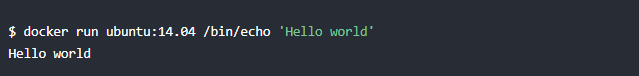 $ docker run ubuntu:14.04 /bin/echo 'Hello world'
Hello world